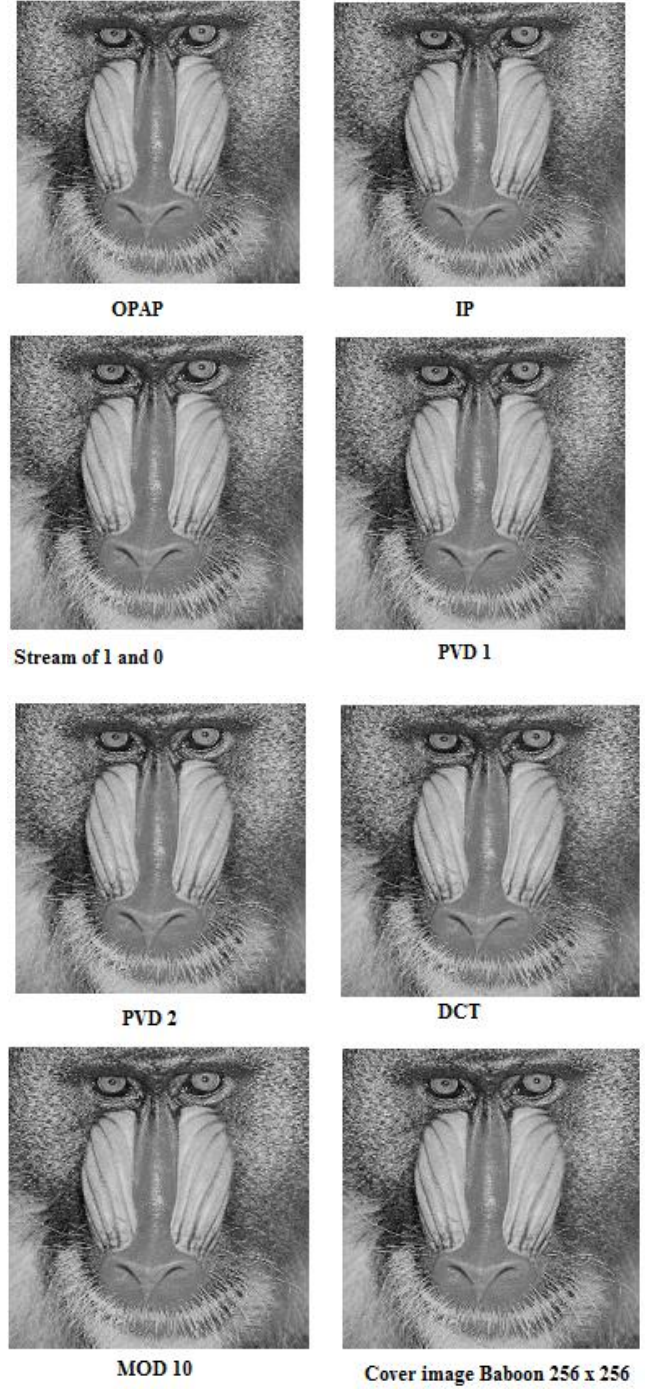 OPAP
IP
Stream of 1 and 0
PVD 1
PVD 2
DCT
MOD 10
Cover image Baboon 256 x 256